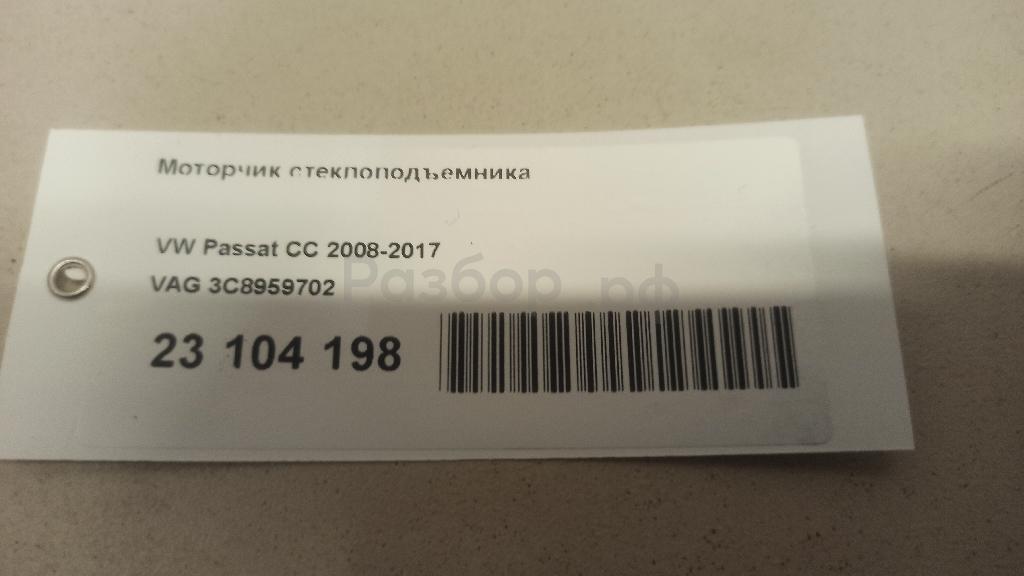 Моторчик стеклоподъемника
VW Passat CC 2008-2017
VAG 3C8959702
Разбор.рф
23 104 198